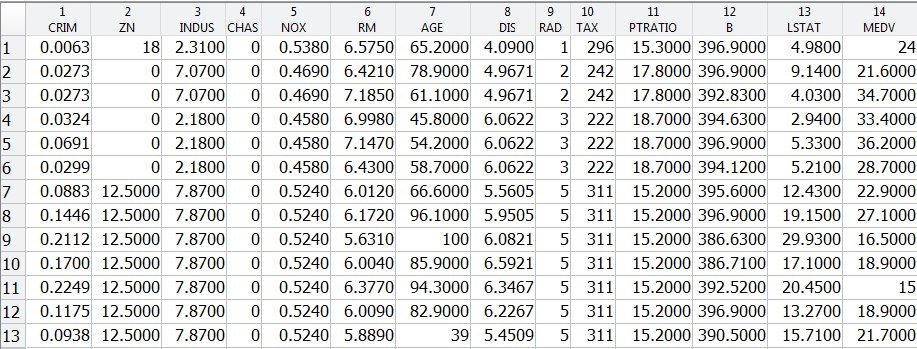 1 2 3 4 5 6 7 8 9 10 11 12 13 14
CRIM ZN INDUS CHAS NOX RM AGE DIS RAD TAX PTRATIO B LSTAT MEDV
1 0.0063 18 2.3100 0 0.5380 6.5750 65.2000 4.0900 1 296 15.3000 396.9000 4.9800 24
2 0.0273 0 7.0700 0 0.4690 6.4210 78.9000 4.9671 2 242 17.8000 396.9000 9.1400 21.6000
3 0.0273 0 7.0700 0 0.4690 7.1850 61.1000 4.9671 2 242 17.8000 392.8300 4.0300 34.7000
4 0.0324 0 2.1800 0 0.4580 6.9980 45.8000 6.0622 3 222 18.7000 394.6300 2.9400 33.4000
5 0.0691 0 2.1800 0 0.4580 7.1470 54.2000 6.0622 3 222 18.7000 396.9000 5.3300 36.2000
6 0.0299 0 2.1800 0 0.4580 6.4300 58.7000 6.0622 3 222 18.7000 394.1200 5.2100 28.7000
7 0.0883 12.5000 7.8700 0 0.5240 6.0120 66.6000 5.5605 5 311 15.2000 395.6000 12.4300 22.9000
8 0.1446 12.5000 7.8700 0 0.5240 6.1720 96.1000 5.9505 5 311 15.2000 396.9000 19.1500 27.1000
9 0.2112 12.5000 7.8700 0 0.5240 5.6310 100 6.0821 5 311 15.2000 386.6300 29.9300 16.5000
10 0.1700 12.5000 7.8700 0 0.5240 6.0040 85.9000 6.5921 5 311 15.2000 386.7100 17.1000 18.9000
11 0.2249 12.5000 7.8700 0 0.5240 6.3770 94.3000 6.3467 5 311 15.2000 392.5200 20.4500 15
12 0.1175 12.5000 7.8700 0 0.5240 6.0090 82.9000 6.2267 5 311 15.2000 396.9000 13.2700 18.9000
13 0.0938 12.5000 7.8700 0 0.5240 5.8890 39 5.4509 5 311 15.2000 390.5000 15.7100 21.7000